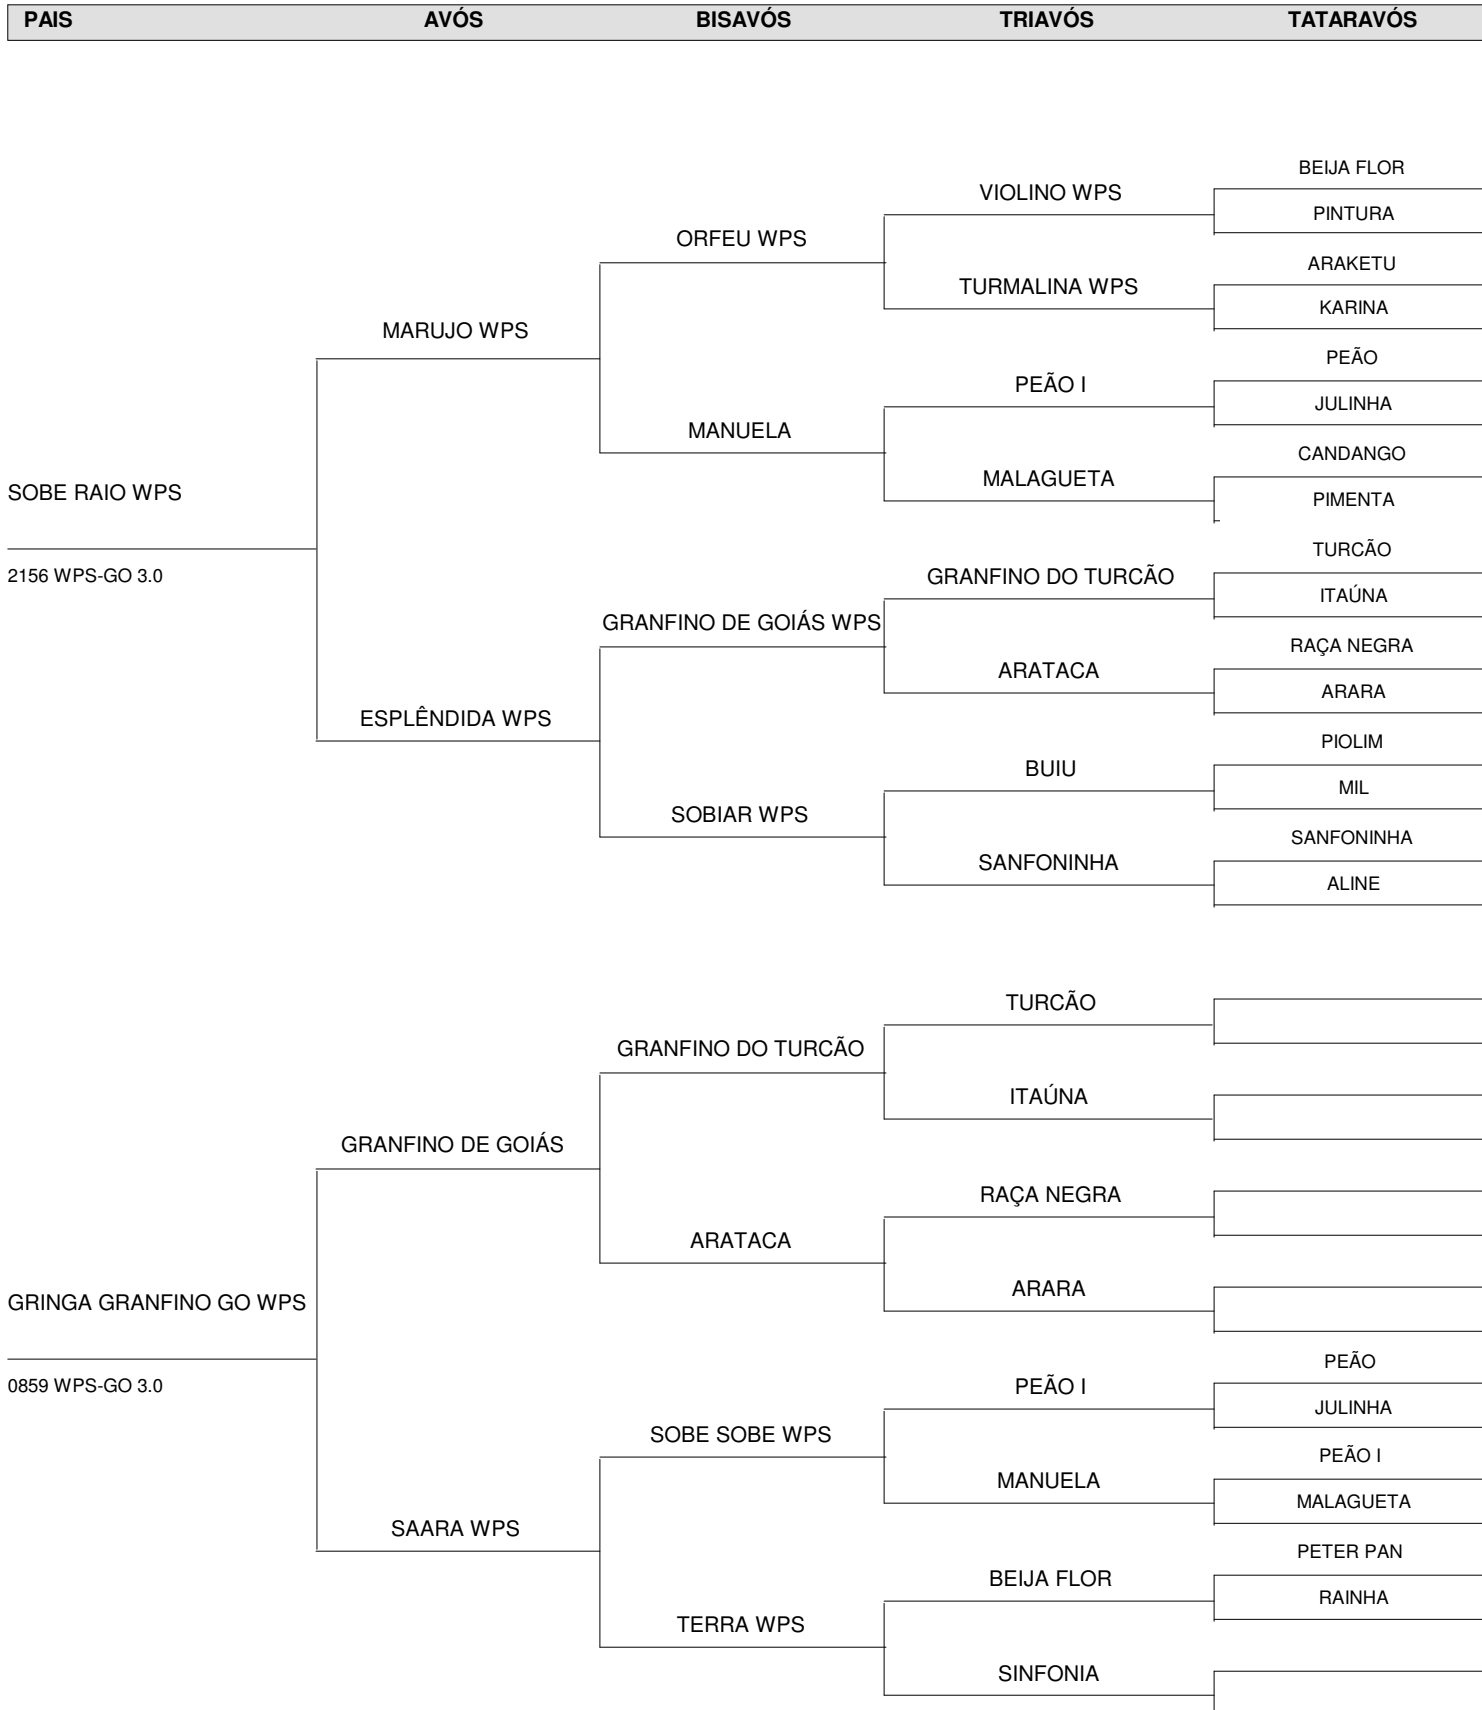 PAIS AVÓS BISAVÓS TRIAVÓS TATARAVÓS
BEIJA FLOR
VIOLINO WPS
PINTURA
ORFEU WPS
ARAKETU
TURMALINA WPS
KARINA
MARUJO WPS
PEÃO
PEÃO I
JULINHA
MANUELA
CANDANGO
MALAGUETA
SOBE RAIO WPS
PIMENTA
TURCÃO
2156 WPS-GO 3.0
GRANFINO DO TURCÃO
ITAÚNA
GRANFINO DE GOIÁS WPS
RAÇA NEGRA
ARATACA
ARARA
ESPLÊNDIDA WPS
PIOLIM
BUIU
MIL
SOBIAR WPS
SANFONINHA
SANFONINHA
ALINE
TURCÃO
GRANFINO DO TURCÃO
ITAÚNA
GRANFINO DE GOIÁS
RAÇA NEGRA
ARATACA
ARARA
GRINGA GRANFINO GO WPS
PEÃO
0859 WPS-GO 3.0
PEÃO I
JULINHA
SOBE SOBE WPS
PEÃO I
MANUELA
MALAGUETA
SAARA WPS
PETER PAN
BEIJA FLOR
RAINHA
TERRA WPS
SINFONIA